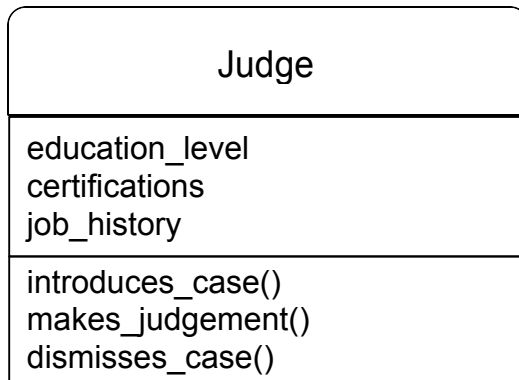 Judge
education_level
certifications
job_history
introduces_case()
makes_judgement()
dismisses_case()